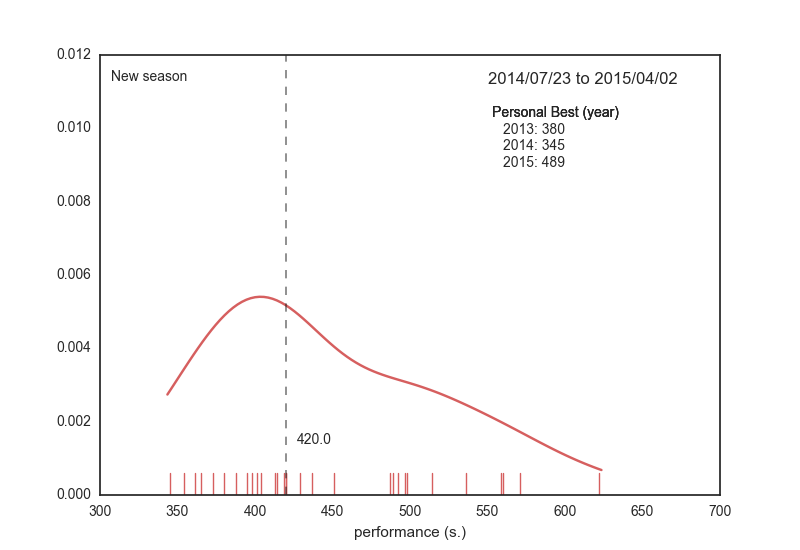 0.012
New season
2014/07/23 to 2015/04/02
Personal Best (year)
2013: 380
2014: 345
2015: 489
0.010
0.008
0.006
0.004
0.002
420.0
0.000
300 350 400 450 500 550 600 650 700
performance (s.)